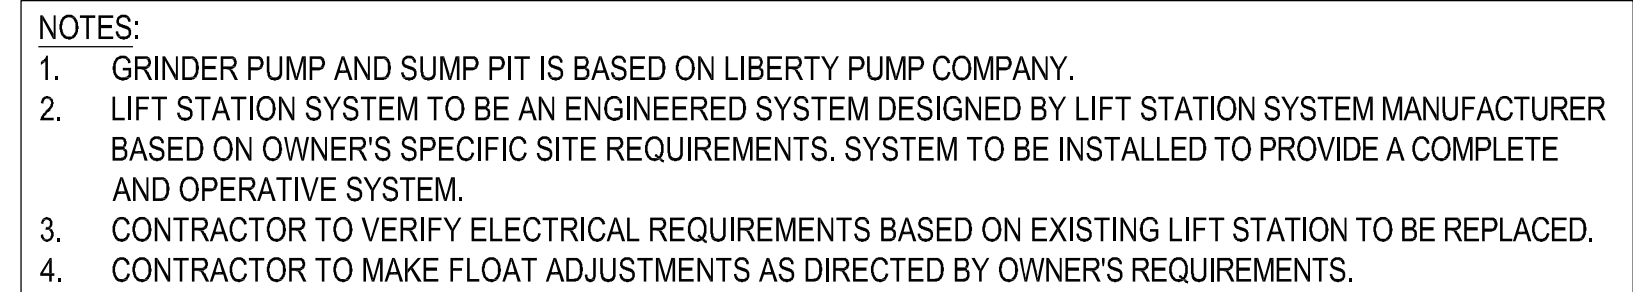 NOTES:
1. GRINDER PUMP AND SUMP PIT IS BASED ON LIBERTY PUMP COMPANY.
2. LIFT STATION SYSTEM TO BE AN ENGINEERED SYSTEM DESIGNED BY LIFT STATION SYSTEM MANUFACTURER
BASED ON OWNER'S SPECIFIC SITE REQUIREMENTS. SYSTEM TO BE INSTALLED TO PROVIDE A COMPLETE
AND OPERATIVE SYSTEM.
3. CONTRACTOR TO VERIFY ELECTRICAL REQUIREMENTS BASED ON EXISTING LIFT STATION TO BE REPLACED.
4. CONTRACTOR TO MAKE FLOAT ADJUSTMENTS AS DIRECTED BY OWNER'S REQUIREMENTS.